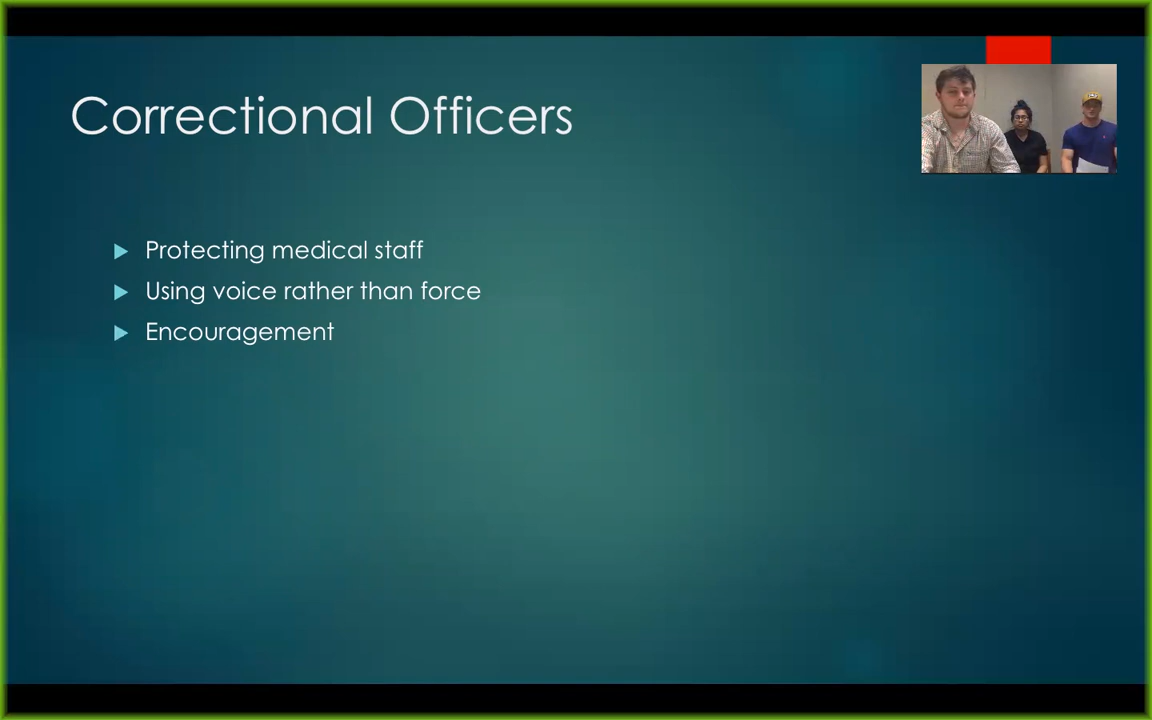 Correctional Officers
Protecting medical staff
Using voice rather than force
Encouragement